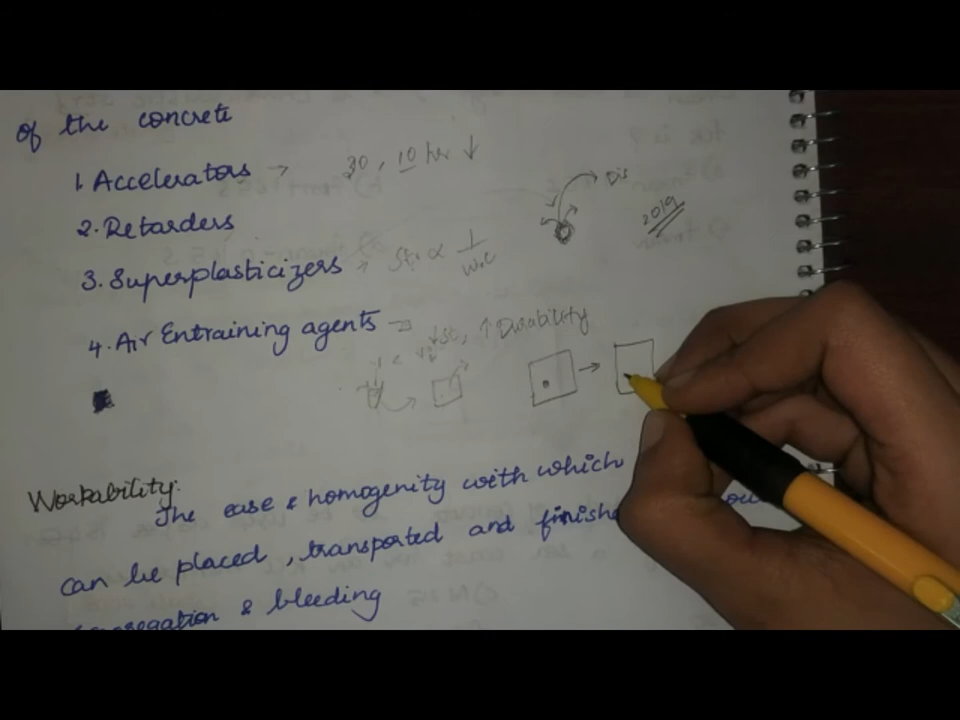 of the concrete
1. Accelerators → 30, 10 hr ↓
Dis
2019
2. Retarders
3. Superplasticizers → Str ∝ 1/w.c
4. Air Entraining agents → ↑ Durability
Workability:
The ease & homogenity with which
can be placed, transported and
& bleeding